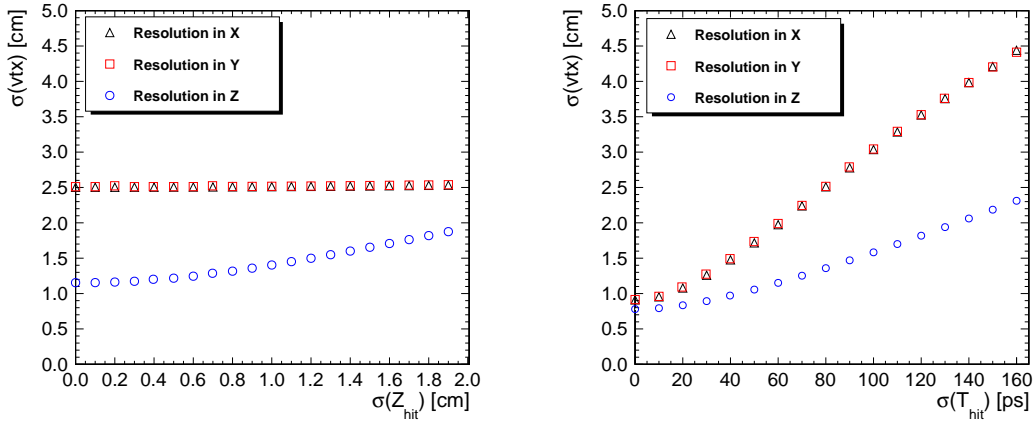 σ(vtx) [cm]
5.0
4.5
4.0
3.5
3.0
2.5
2.0
1.5
1.0
0.5
0.0
Resolution in X
Resolution in Y
Resolution in Z
0.0 0.2 0.4 0.6 0.8 1.0 1.2 1.4 1.6 1.8 2.0
σ(Z_hit) [cm]
σ(vtx) [cm]
5.0
4.5
4.0
3.5
3.0
2.5
2.0
1.5
1.0
0.5
0.0
Resolution in X
Resolution in Y
Resolution in Z
0 20 40 60 80 100 120 140 160
σ(T_hit) [ps]